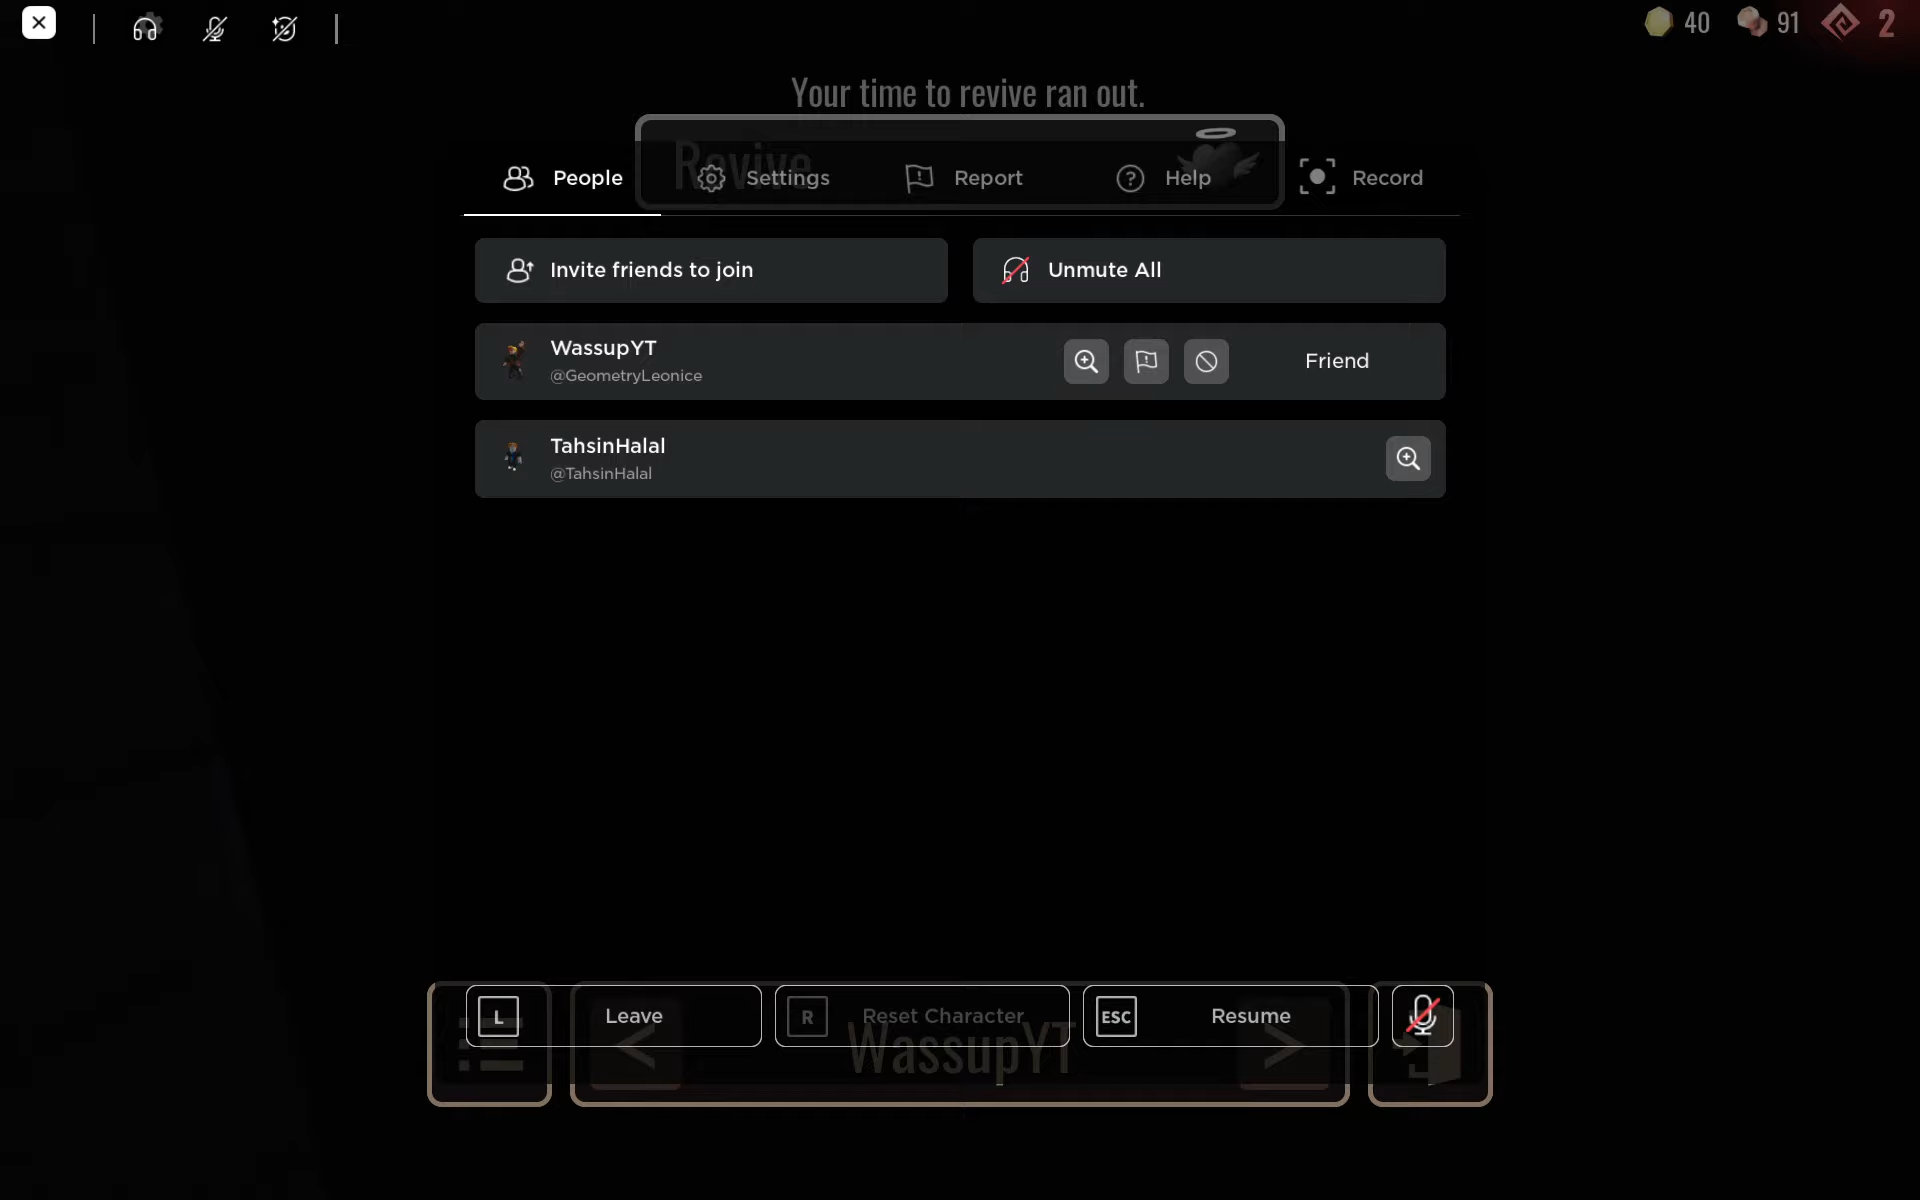 40 91 2
Your time to revive ran out.
Revive
People Settings Report Help Record
Invite friends to join Unmute All
WassupYT
@GeometryLeonice
Friend
TahsinHalal
@TahsinHalal
L Leave R Reset Character ESC Resume
< WassupYT >